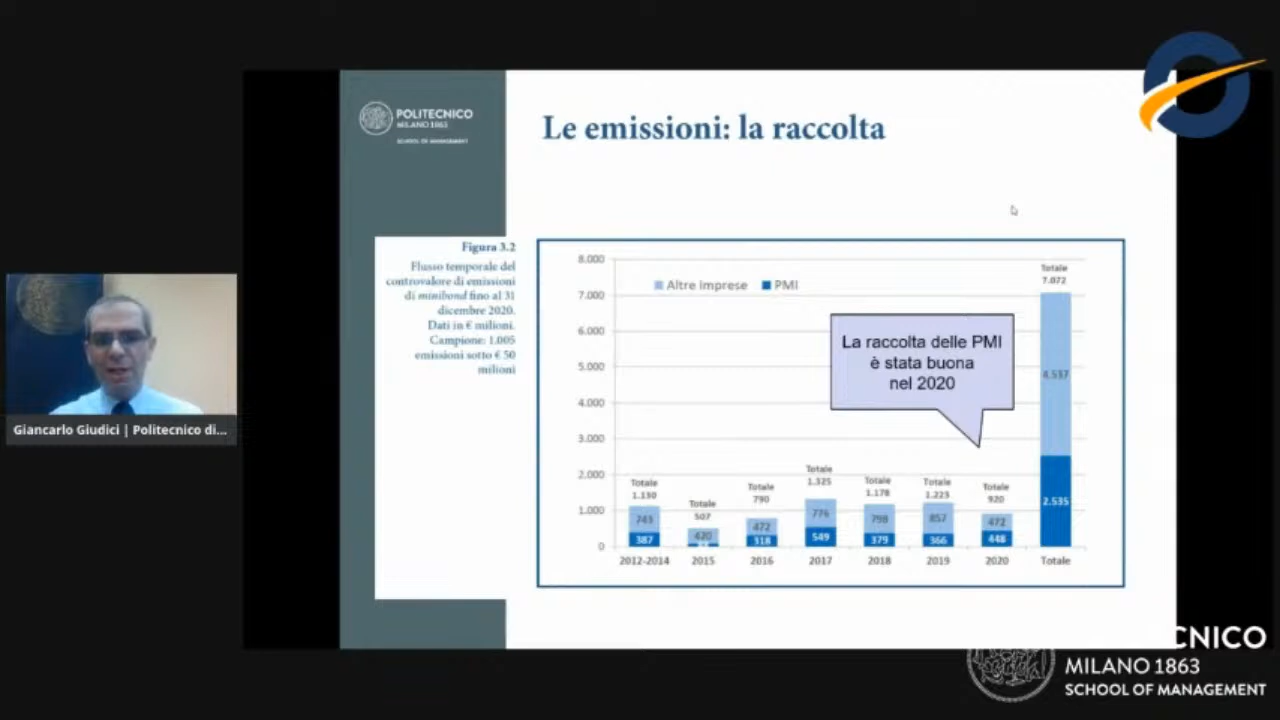 POLITECNICO
MILANO 1863
SCHOOL OF MANAGEMENT
Le emissioni: la raccolta
Figura 3.2
Flusso temporale del
controvalore di emissioni
di minibond fino al 31
dicembre 2020.
Dati in € milioni.
Campione: 1.005
emissioni sotto € 50
milioni
8.000
7.000
6.000
5.000
4.000
3.000
2.000
1.000
0
Altre imprese
PMI
La raccolta delle PMI
è stata buona
nel 2020
Totale
1.130
743
387
2012-2014
Totale
507
420
2015
Totale
790
472
318
2016
Totale
1.325
776
549
2017
Totale
1.178
798
379
2018
Totale
1.223
857
366
2019
Totale
920
472
448
2020
Totale
7.072
4.537
2.535
Totale
Giancarlo Giudici | Politecnico di...
CNICO
MILANO 1863
SCHOOL OF MANAGEMENT